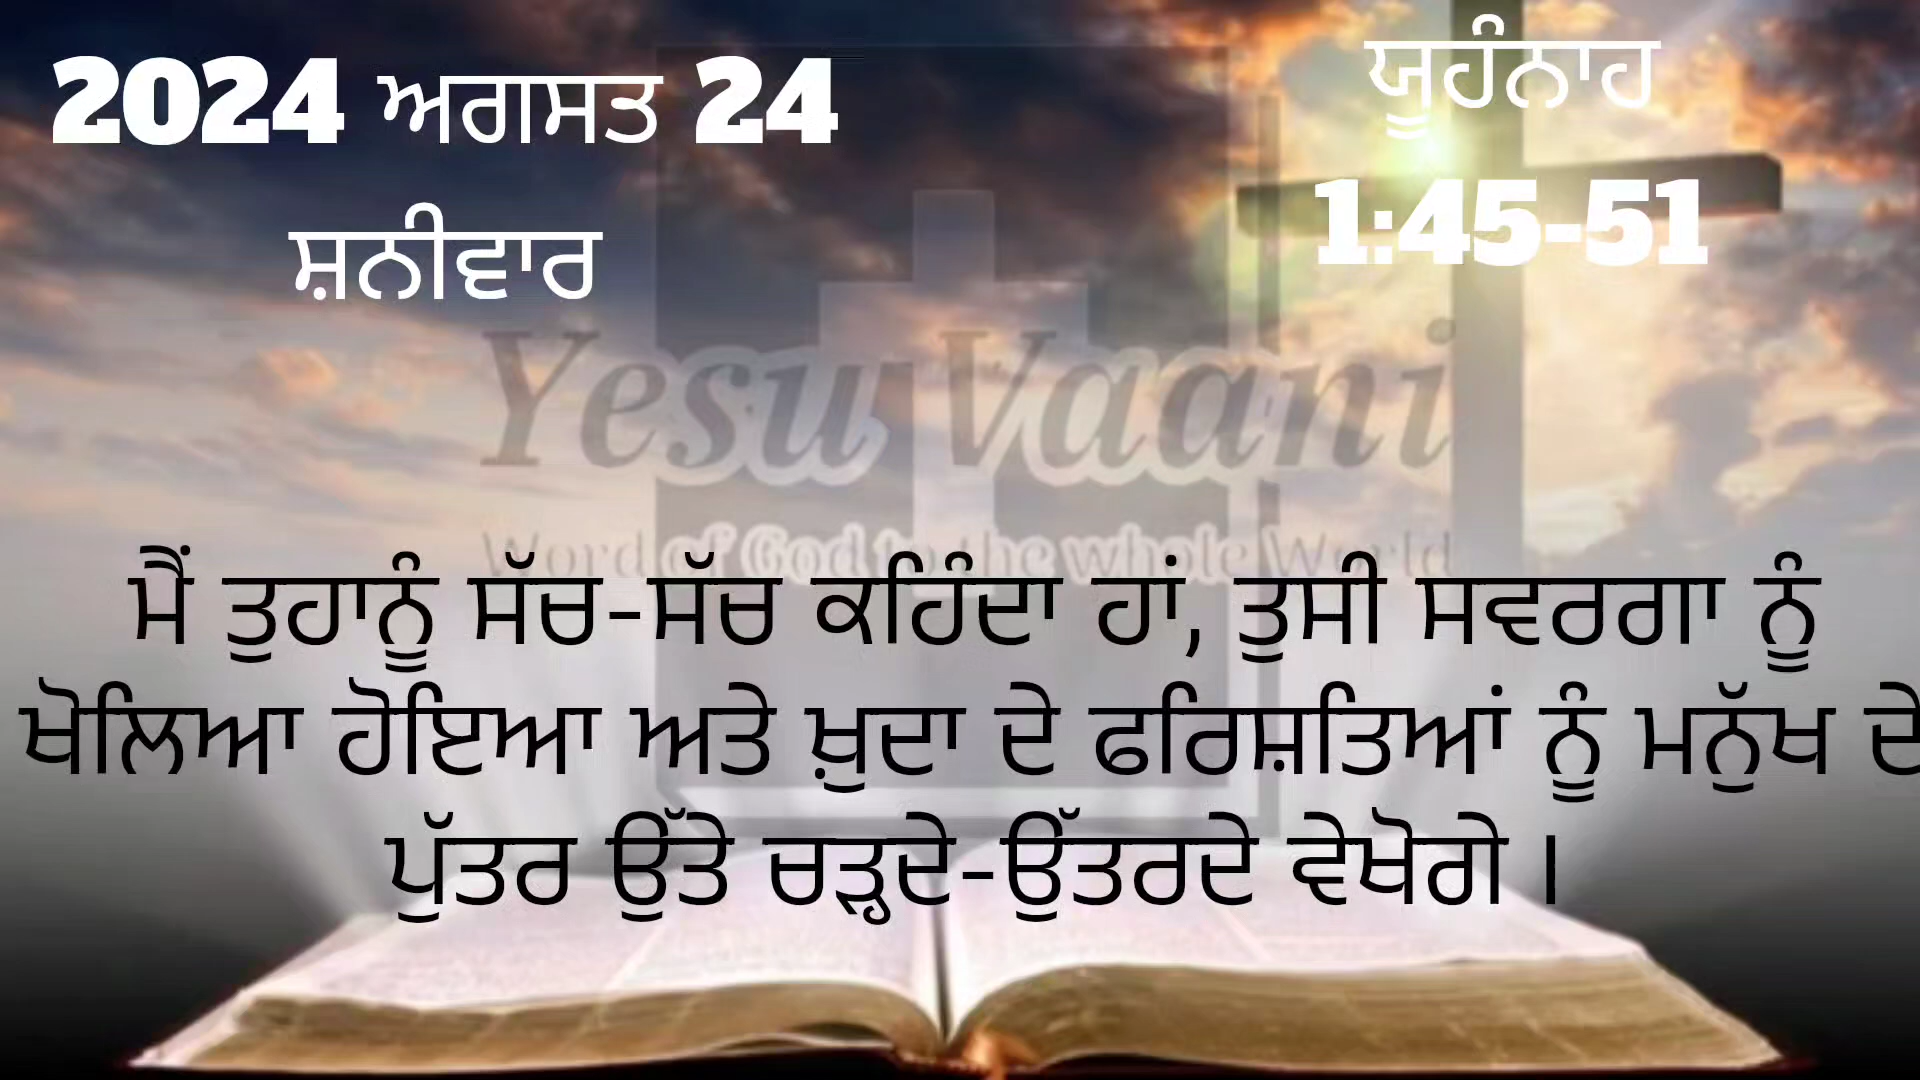 2024 ਅਗਸਤ 24
ਸ਼ਨੀਵਾਰ
ਯੂਹੰਨਾਹ
1:45-51
Yesu Vaani
Word of God to the whole World
ਮੈਂ ਤੁਹਾਨੂੰ ਸੱਚ-ਸੱਚ ਕਹਿੰਦਾ ਹਾਂ, ਤੁਸੀ ਸਵਰਗਾ ਨੂੰ
ਖੋਲਿਆ ਹੋਇਆ ਅਤੇ ਖ਼ੁਦਾ ਦੇ ਫਰਿਸ਼ਤਿਆਂ ਨੂੰ ਮਨੁੱਖ ਦੇ
ਪੁੱਤਰ ਉੱਤੇ ਚੜ੍ਹਦੇ-ਉੱਤਰਦੇ ਵੇਖੋਗੇ ।